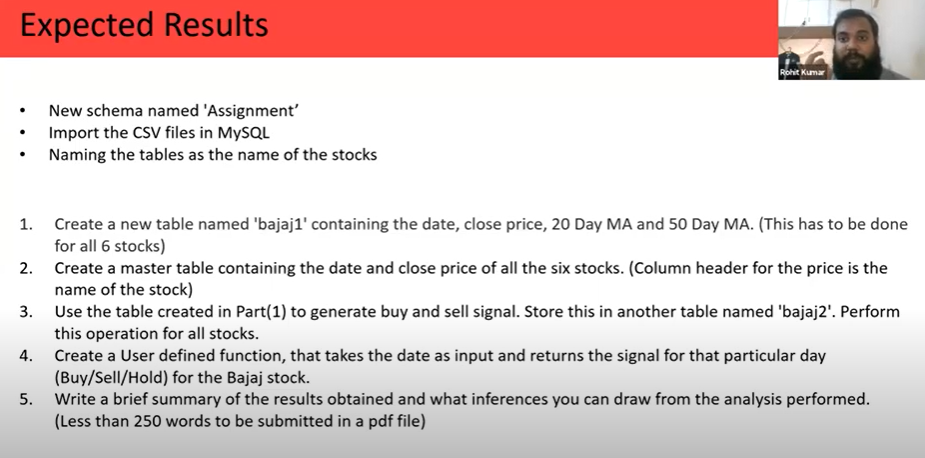 Expected Results
Rohit Kumar
• New schema named 'Assignment’
• Import the CSV files in MySQL
• Naming the tables as the name of the stocks
1. Create a new table named 'bajaj1' containing the date, close price, 20 Day MA and 50 Day MA. (This has to be done
for all 6 stocks)
2. Create a master table containing the date and close price of all the six stocks. (Column header for the price is the
name of the stock)
3. Use the table created in Part(1) to generate buy and sell signal. Store this in another table named 'bajaj2'. Perform
this operation for all stocks.
4. Create a User defined function, that takes the date as input and returns the signal for that particular day
(Buy/Sell/Hold) for the Bajaj stock.
5. Write a brief summary of the results obtained and what inferences you can draw from the analysis performed.
(Less than 250 words to be submitted in a pdf file)